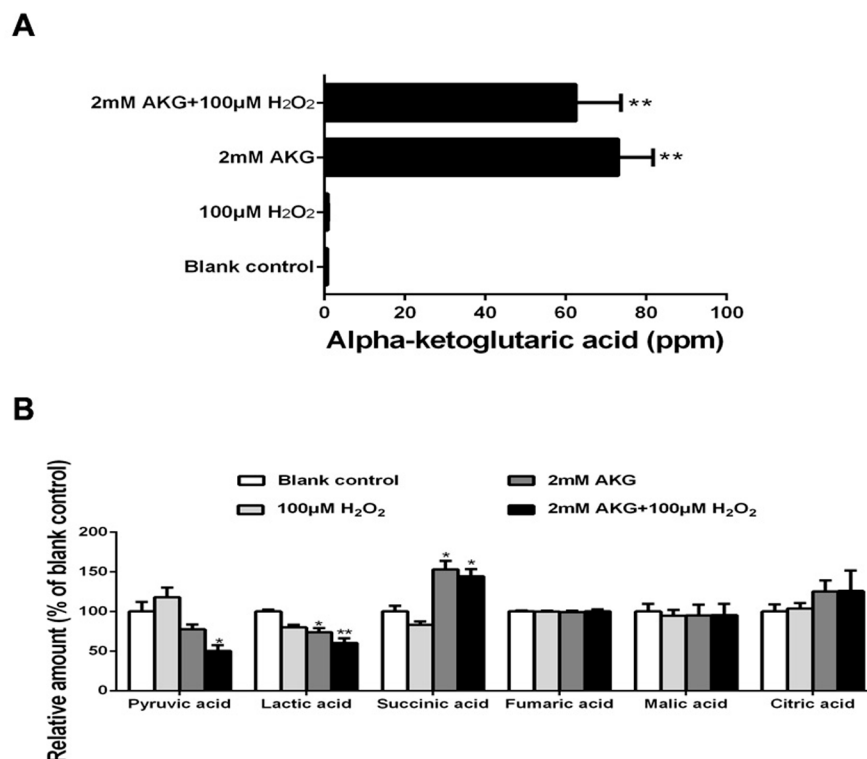 A
2mM AKG+100μM H₂O₂
**
2mM AKG
**
100μM H₂O₂
Blank control
0 20 40 60 80 100
Alpha-ketoglutaric acid (ppm)
B
Relative amount (% of blank control)
Blank control
2mM AKG
100μM H₂O₂
2mM AKG+100μM H₂O₂
200
150
100
50
0
*
*
**
*
*
Pyruvic acid Lactic acid Succinic acid Fumaric acid Malic acid Citric acid